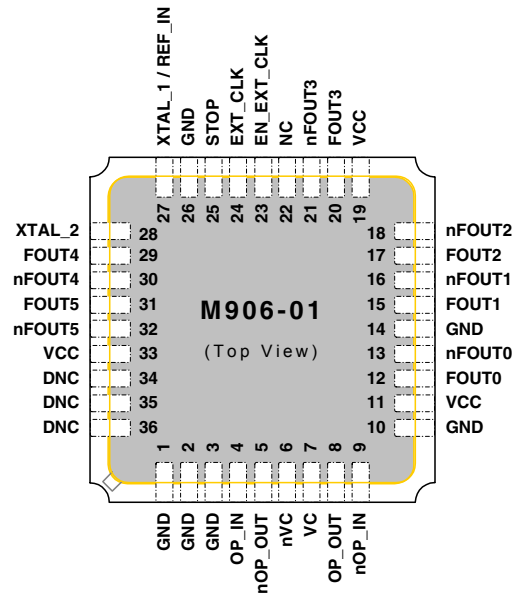 XTAL_1 / REF_IN
GND
STOP
EXT_CLK
EN_EXT_CLK
NC
nFOUT3
FOUT3
VCC
27
26
25
24
23
22
21
20
19
XTAL_2 28
FOUT4 29
nFOUT4 30
FOUT5 31
nFOUT5 32
VCC 33
DNC 34
DNC 35
DNC 36
M906-01
(Top View)
18 nFOUT2
17 FOUT2
16 nFOUT1
15 FOUT1
14 GND
13 nFOUT0
12 FOUT0
11 VCC
10 GND
1
2
3
4
5
6
7
8
9
GND
GND
GND
OP_IN
nOP_OUT
nVC
VC
OP_OUT
nOP_IN